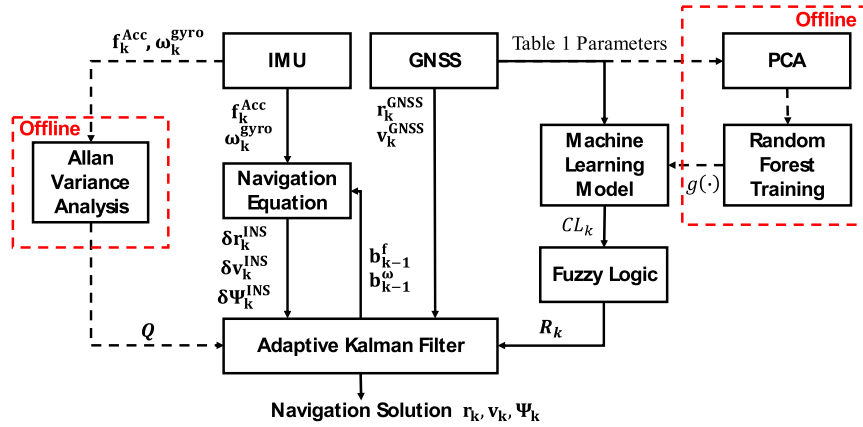 Offline
f_k^Acc, ω_k^gyro
IMU
GNSS
Table 1 Parameters
PCA
f_k^Acc
ω_k^gyro
r_k^GNSS
v_k^GNSS
Offline
Allan
Variance
Analysis
Machine
Learning
Model
g(·)
Random
Forest
Training
Navigation
Equation
CL_k
δr_k^INS
δv_k^INS
δΨ_k^INS
b_{k-1}^f
b_{k-1}^ω
Fuzzy Logic
Q
Adaptive Kalman Filter
R_k
Navigation Solution r_k, v_k, Ψ_k